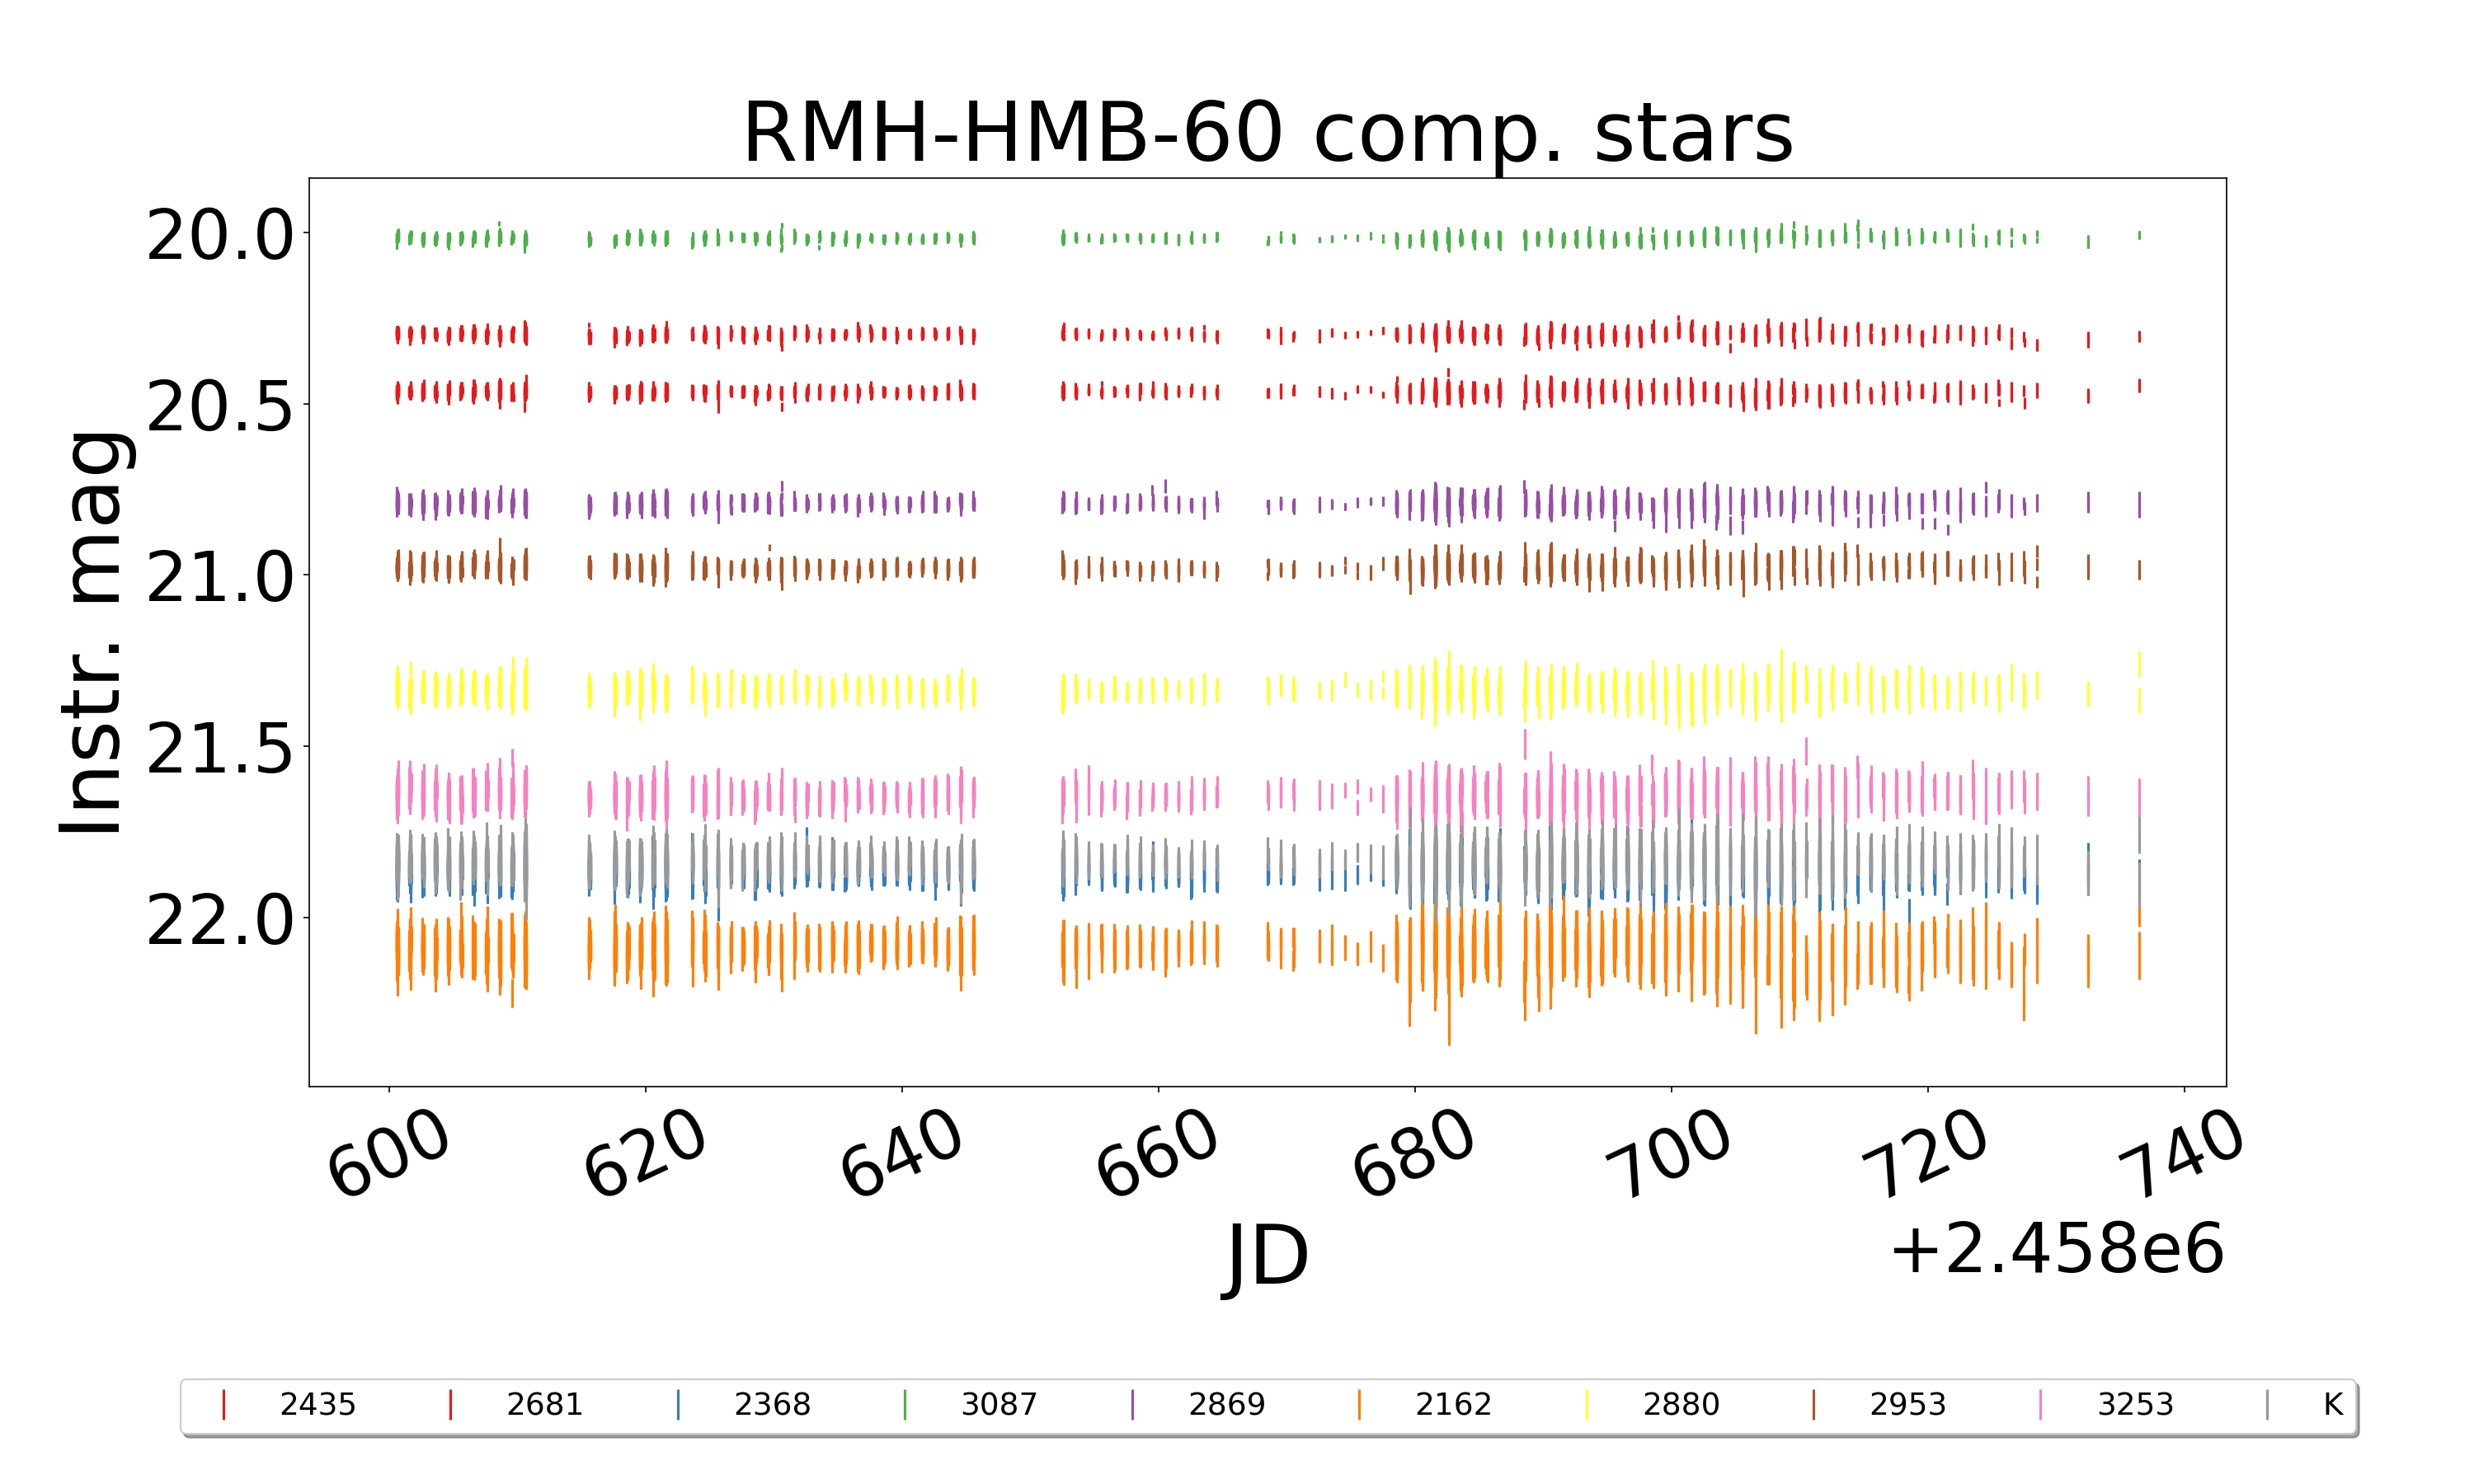 RMH-HMB-60 comp. stars
Instr. mag
20.0
20.5
21.0
21.5
22.0
600 620 640 660 680 700 720 740
JD
+2.458e6
2435 2681 2368 3087 2869 2162 2880 2953 3253 K